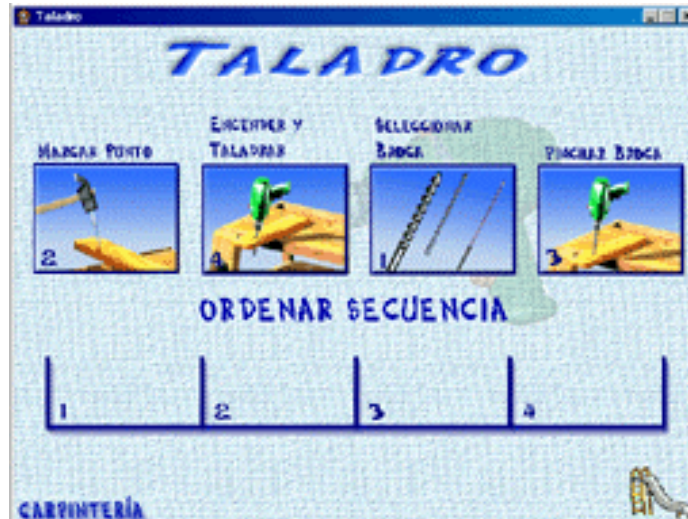 Taladro
TALADRO
MARCAR PUNTO
ENCENDER Y
TALADRAR
SELECCIONAR
BROCA
PINCHAR BROCA
2
4
1
3
ORDENAR SECUENCIA
1
2
3
4
CARPINTERÍA